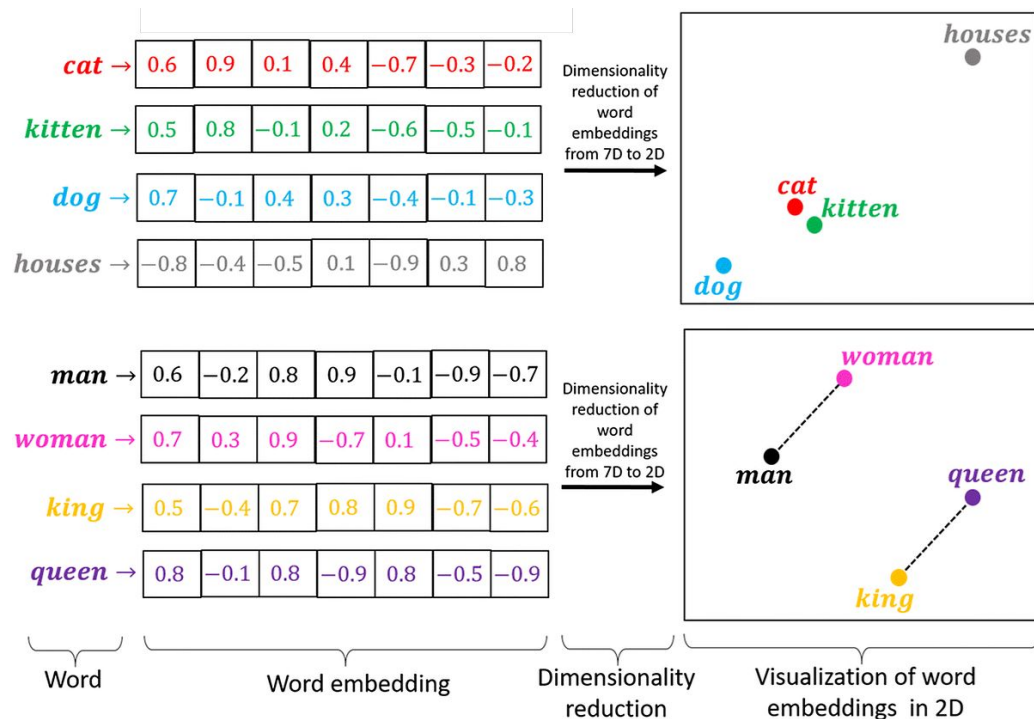 cat → 0.6 0.9 0.1 0.4 −0.7 −0.3 −0.2
kitten → 0.5 0.8 −0.1 0.2 −0.6 −0.5 −0.1
dog → 0.7 −0.1 0.4 0.3 −0.4 −0.1 −0.3
houses → −0.8 −0.4 −0.5 0.1 −0.9 0.3 0.8
Dimensionality
reduction of
word
embeddings
from 7D to 2D
houses
cat
kitten
dog
man → 0.6 −0.2 0.8 0.9 −0.1 −0.9 −0.7
woman → 0.7 0.3 0.9 −0.7 0.1 −0.5 −0.4
king → 0.5 −0.4 0.7 0.8 0.9 −0.7 −0.6
queen → 0.8 −0.1 0.8 −0.9 0.8 −0.5 −0.9
Dimensionality
reduction of
word
embeddings
from 7D to 2D
woman
man
queen
king
Word
Word embedding
Dimensionality
reduction
Visualization of word
embeddings in 2D